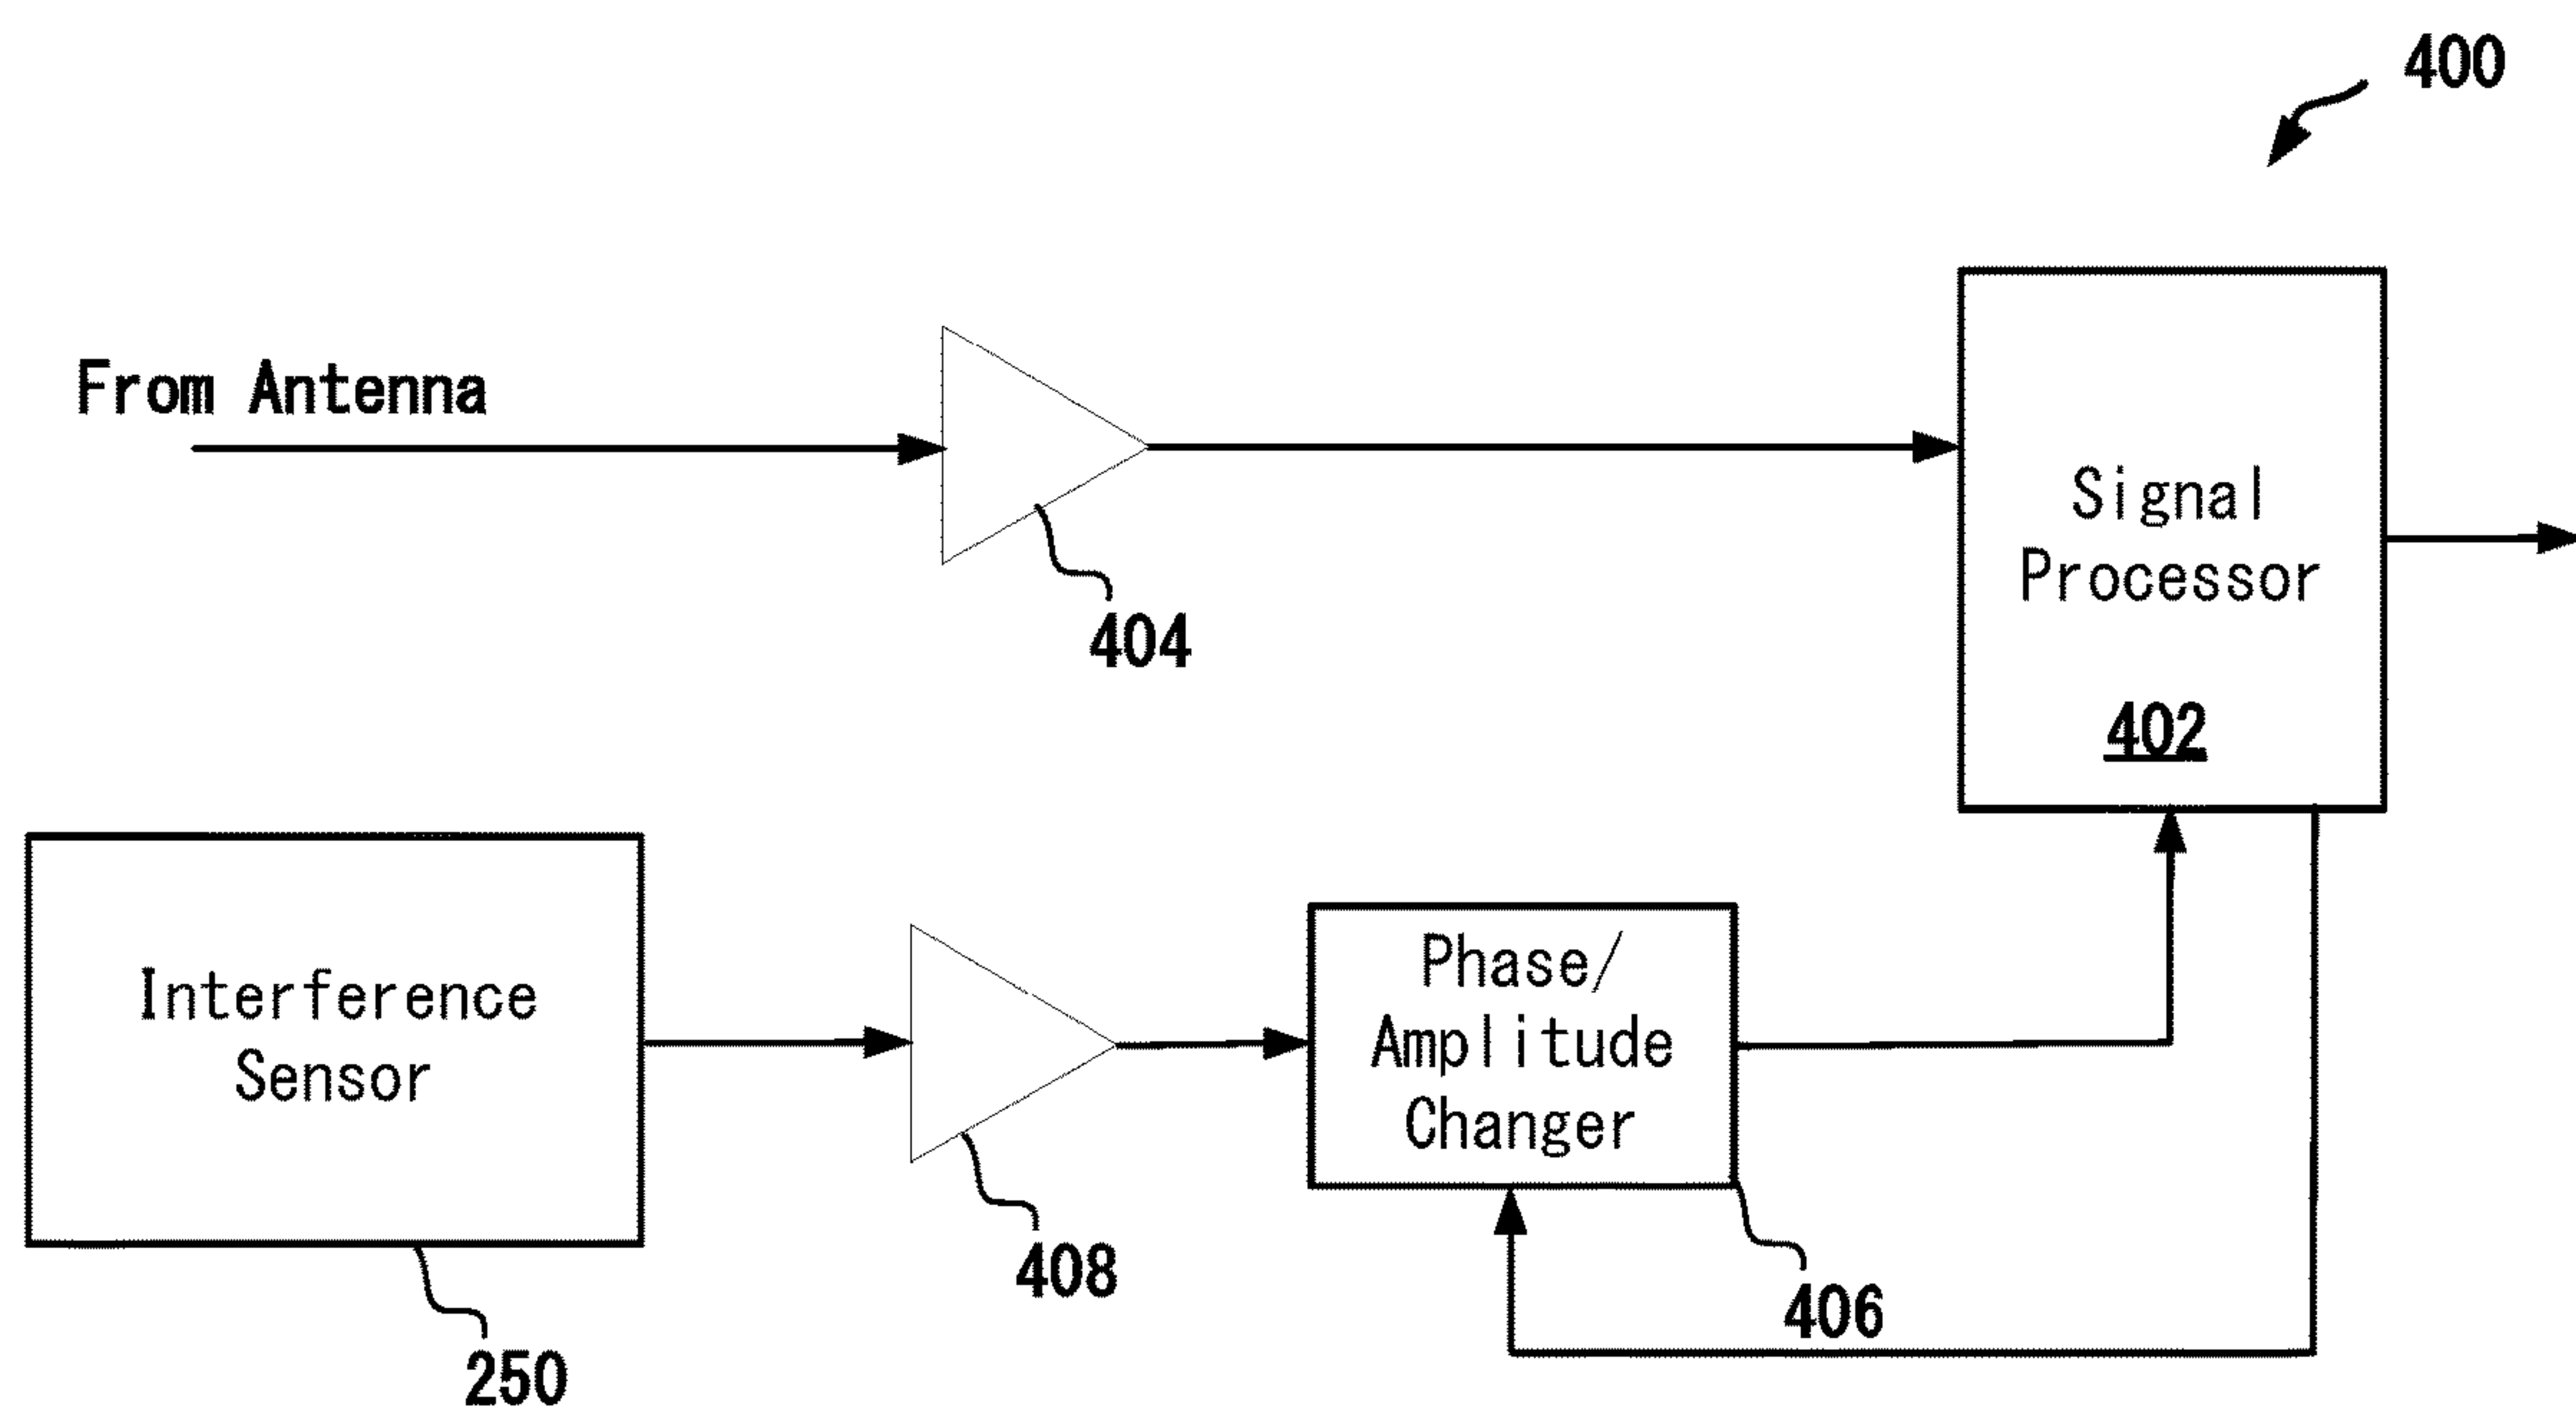 400
From Antenna
Signal
Processor
402
404
Interference
Sensor
Phase/
Amplitude
Changer
408
406
250